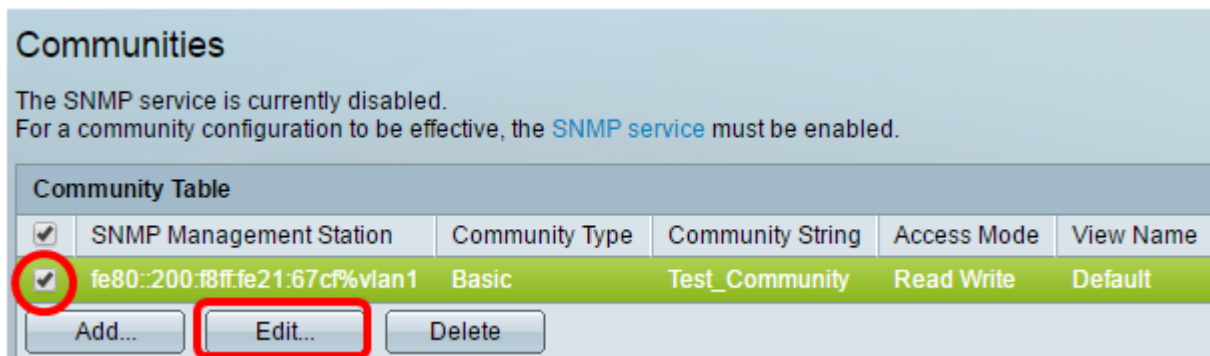 Communities
The SNMP service is currently disabled.
For a community configuration to be effective, the SNMP service must be enabled.
Community Table
SNMP Management Station Community Type Community String Access Mode View Name
fe80::200:f8ff:fe21:67cf%vlan1 Basic Test_Community Read Write Default
Add... Edit... Delete